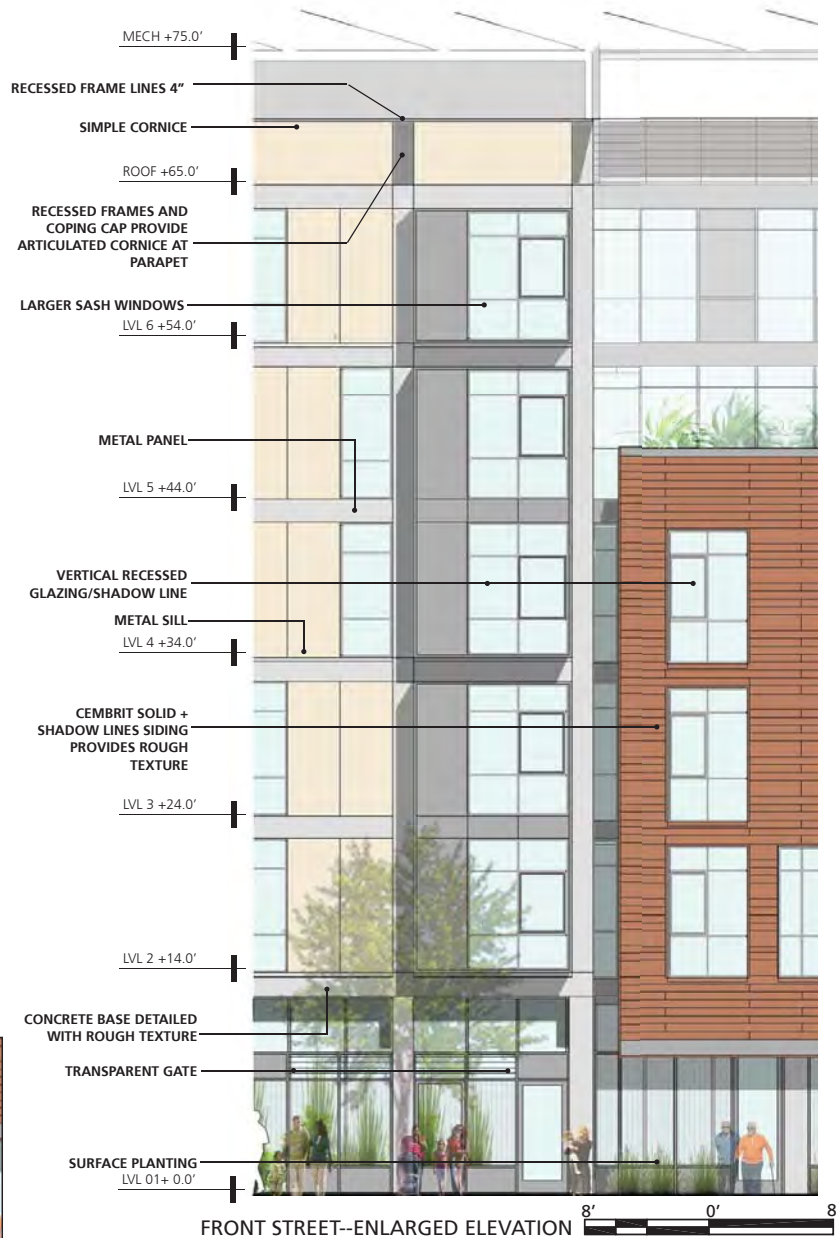 MECH +75.0'
RECESSED FRAME LINES 4"
SIMPLE CORNICE
ROOF +65.0'
RECESSED FRAMES AND
COPING CAP PROVIDE
ARTICULATED CORNICE AT
PARAPET
LARGER SASH WINDOWS
LVL 6 +54.0'
METAL PANEL
LVL 5 +44.0'
VERTICAL RECESSED
GLAZING/SHADOW LINE
METAL SILL
LVL 4 +34.0'
CEMBRIT SOLID +
SHADOW LINES SIDING
PROVIDES ROUGH
TEXTURE
LVL 3 +24.0'
LVL 2 +14.0'
CONCRETE BASE DETAILED
WITH ROUGH TEXTURE
TRANSPARENT GATE
SURFACE PLANTING
LVL 01+ 0.0'
FRONT STREET--ENLARGED ELEVATION
8' 0' 8